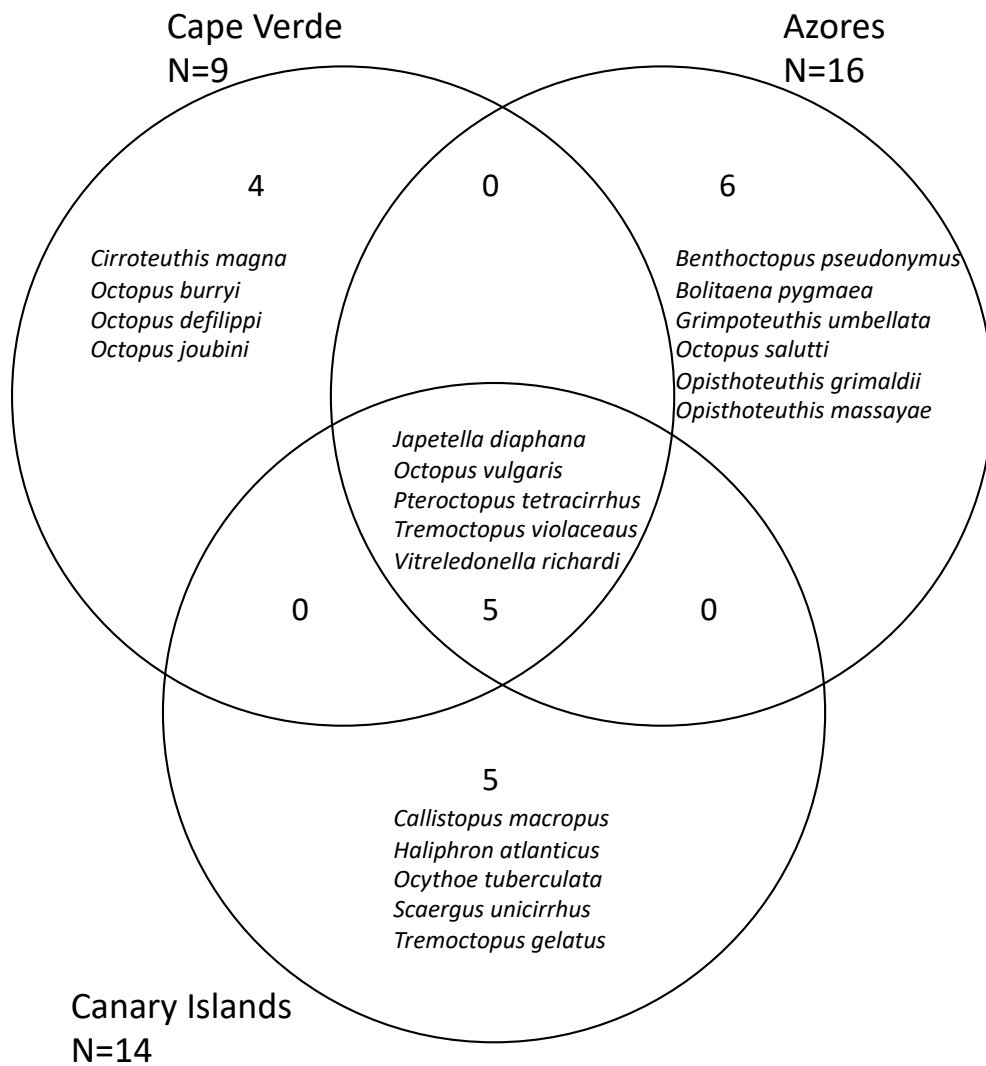 Cape Verde
N=9
Azores
N=16
4
0
6
Cirroteuthis magna
Octopus burryi
Octopus defilippi
Octopus joubini
Benthoctopus pseudonymus
Bolitaena pygmaea
Grimpoteuthis umbellata
Octopus salutti
Opisthoteuthis grimaldii
Opisthoteuthis massayae
Japetella diaphana
Octopus vulgaris
Pteroctopus tetracirrhus
Tremoctopus violaceaus
Vitreledonella richardi
0
5
0
5
Callistopus macropus
Haliphron atlanticus
Ocythoe tuberculata
Scaergus unicirrhus
Tremoctopus gelatus
Canary Islands
N=14